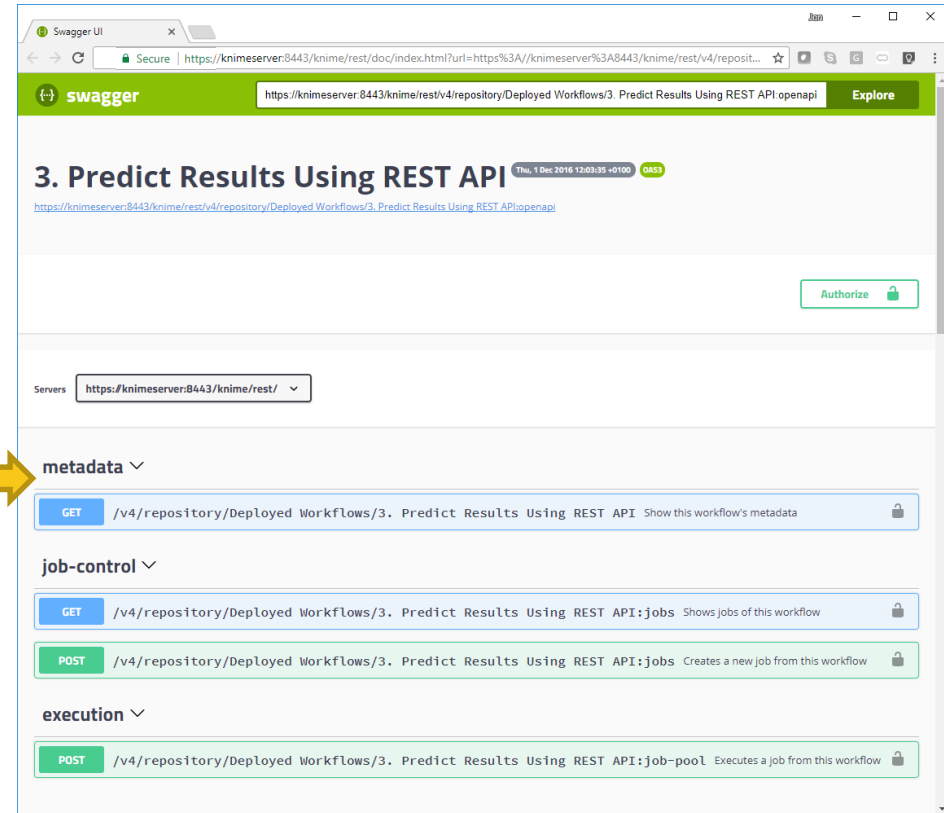 Jon
Swagger UI
Secure | https://knimeserver:8443/knime/rest/doc/index.html?url=https%3A//knimeserver%3A8443/knime/rest/v4/reposit...
swagger
https://knimeserver:8443/knime/rest/v4/repository/Deployed Workflows/3. Predict Results Using REST API:openapi
Explore
3. Predict Results Using REST API Thu, 1 Dec 2016 12:03:35 +0100 OAS3
https://knimeserver:8443/knime/rest/v4/repository/Deployed Workflows/3. Predict Results Using REST API:openapi
Authorize
Servers https://knimeserver:8443/knime/rest/
metadata
GET /v4/repository/Deployed Workflows/3. Predict Results Using REST API Show this workflow's metadata
job-control
GET /v4/repository/Deployed Workflows/3. Predict Results Using REST API:jobs Shows jobs of this workflow
POST /v4/repository/Deployed Workflows/3. Predict Results Using REST API:jobs Creates a new job from this workflow
execution
POST /v4/repository/Deployed Workflows/3. Predict Results Using REST API:job-pool Executes a job from this workflow